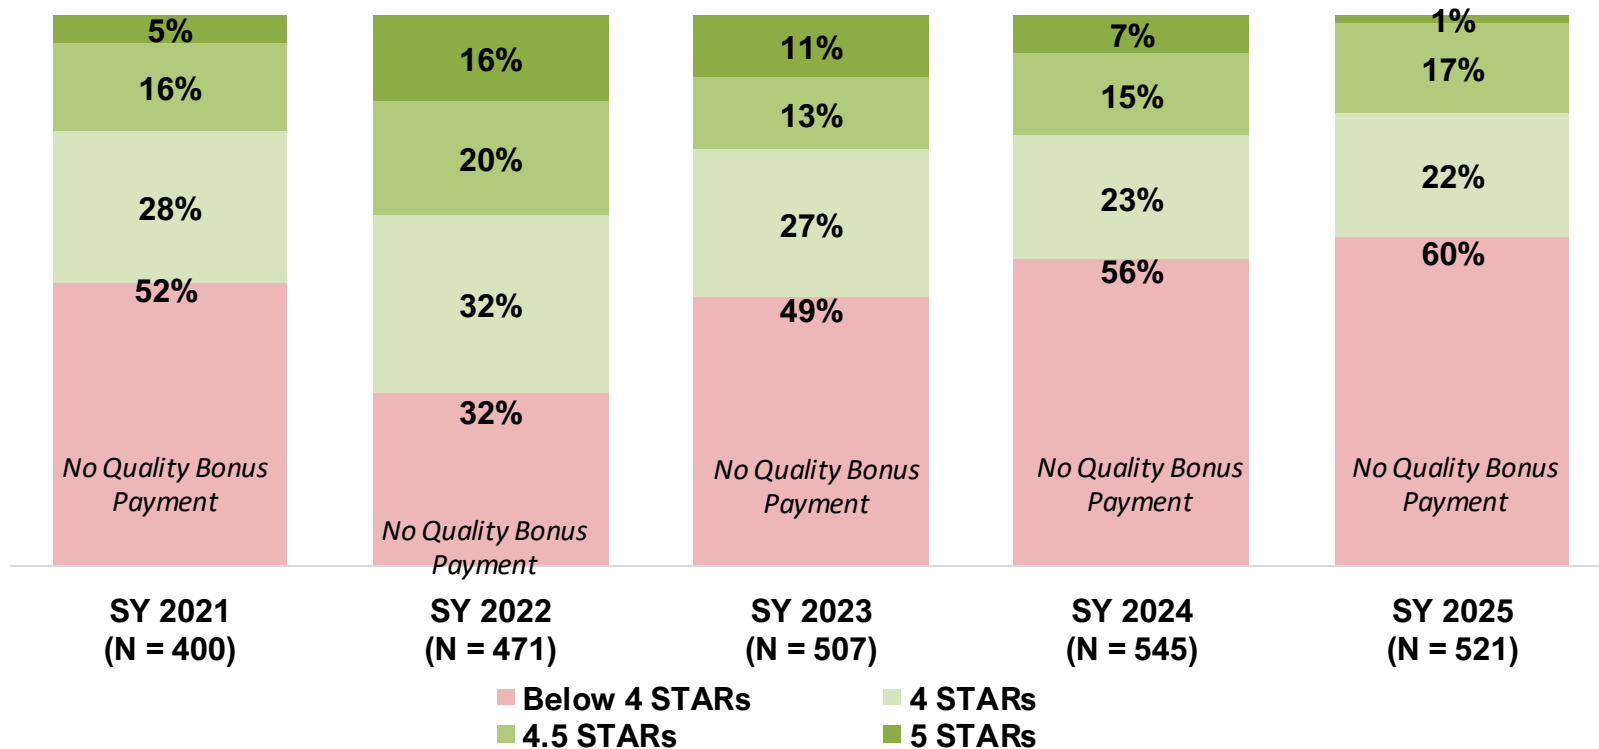 5%
16%
28%
52%
No Quality Bonus
Payment
16%
20%
32%
32%
No Quality Bonus
Payment
11%
13%
27%
49%
No Quality Bonus
Payment
7%
15%
23%
56%
No Quality Bonus
Payment
1%
17%
22%
60%
No Quality Bonus
Payment
SY 2021
(N = 400)
SY 2022
(N = 471)
SY 2023
(N = 507)
SY 2024
(N = 545)
SY 2025
(N = 521)
Below 4 STARs
4 STARs
4.5 STARs
5 STARs